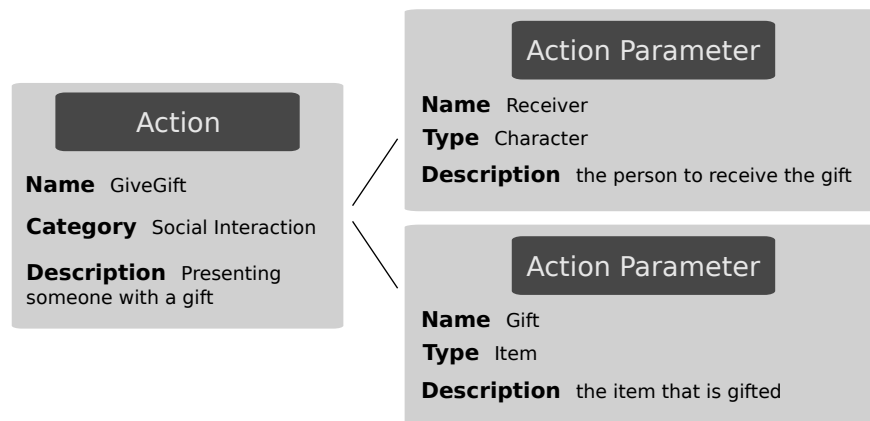 Action
Name GiveGift
Category Social Interaction
Description Presenting
someone with a gift
Action Parameter
Name Receiver
Type Character
Description the person to receive the gift
Action Parameter
Name Gift
Type Item
Description the item that is gifted